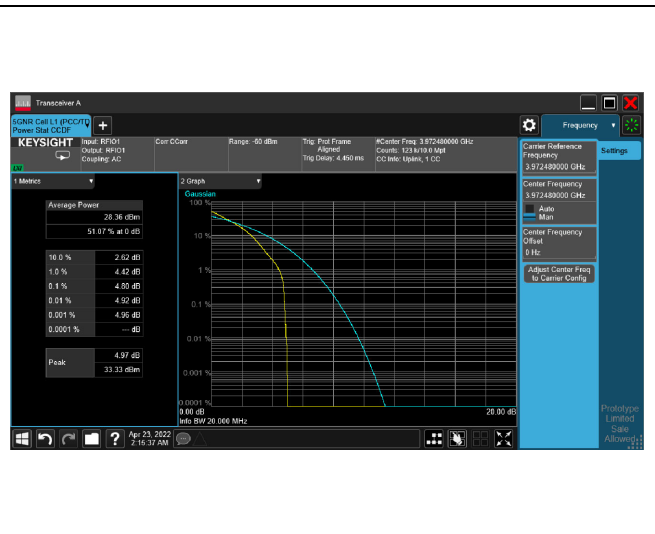 Transceiver A
5GNR Cell L1 (PCC/TD
Power Stat CCDF
Frequency
KEYSIGHT
Input: RFIO1
Output: RFIO1
Coupling: AC
Corr CCorr
Range: -60 dBm
Trig: Prot Frame
Aligned
Trig Delay: 4.450 ms
#Center Freq: 3.972480000 GHz
Counts: 123 k/10.0 Mpt
CC Info: Uplink, 1 CC
Carrier Reference
Frequency
3.972480000 GHz
Settings
Center Frequency
3.972480000 GHz
Auto
Man
Center Frequency
Offset
0 Hz
Adjust Center Freq
to Carrier Config
1 Metrics
Average Power
28.36 dBm
51.07 % at 0 dB
10.0 % 2.62 dB
1.0 % 4.42 dB
0.1 % 4.80 dB
0.01 % 4.92 dB
0.001 % 4.96 dB
0.0001 % --- dB
Peak
4.97 dB
33.33 dBm
2 Graph
Gaussian
100 %
10 %
1 %
0.1 %
0.01 %
0.001 %
0.0001 %
0.00 dB
20.00 dB
Info BW 20.000 MHz
Apr 23, 2022
2:15:37 AM
Prototype
Limited
Sale
Allowed